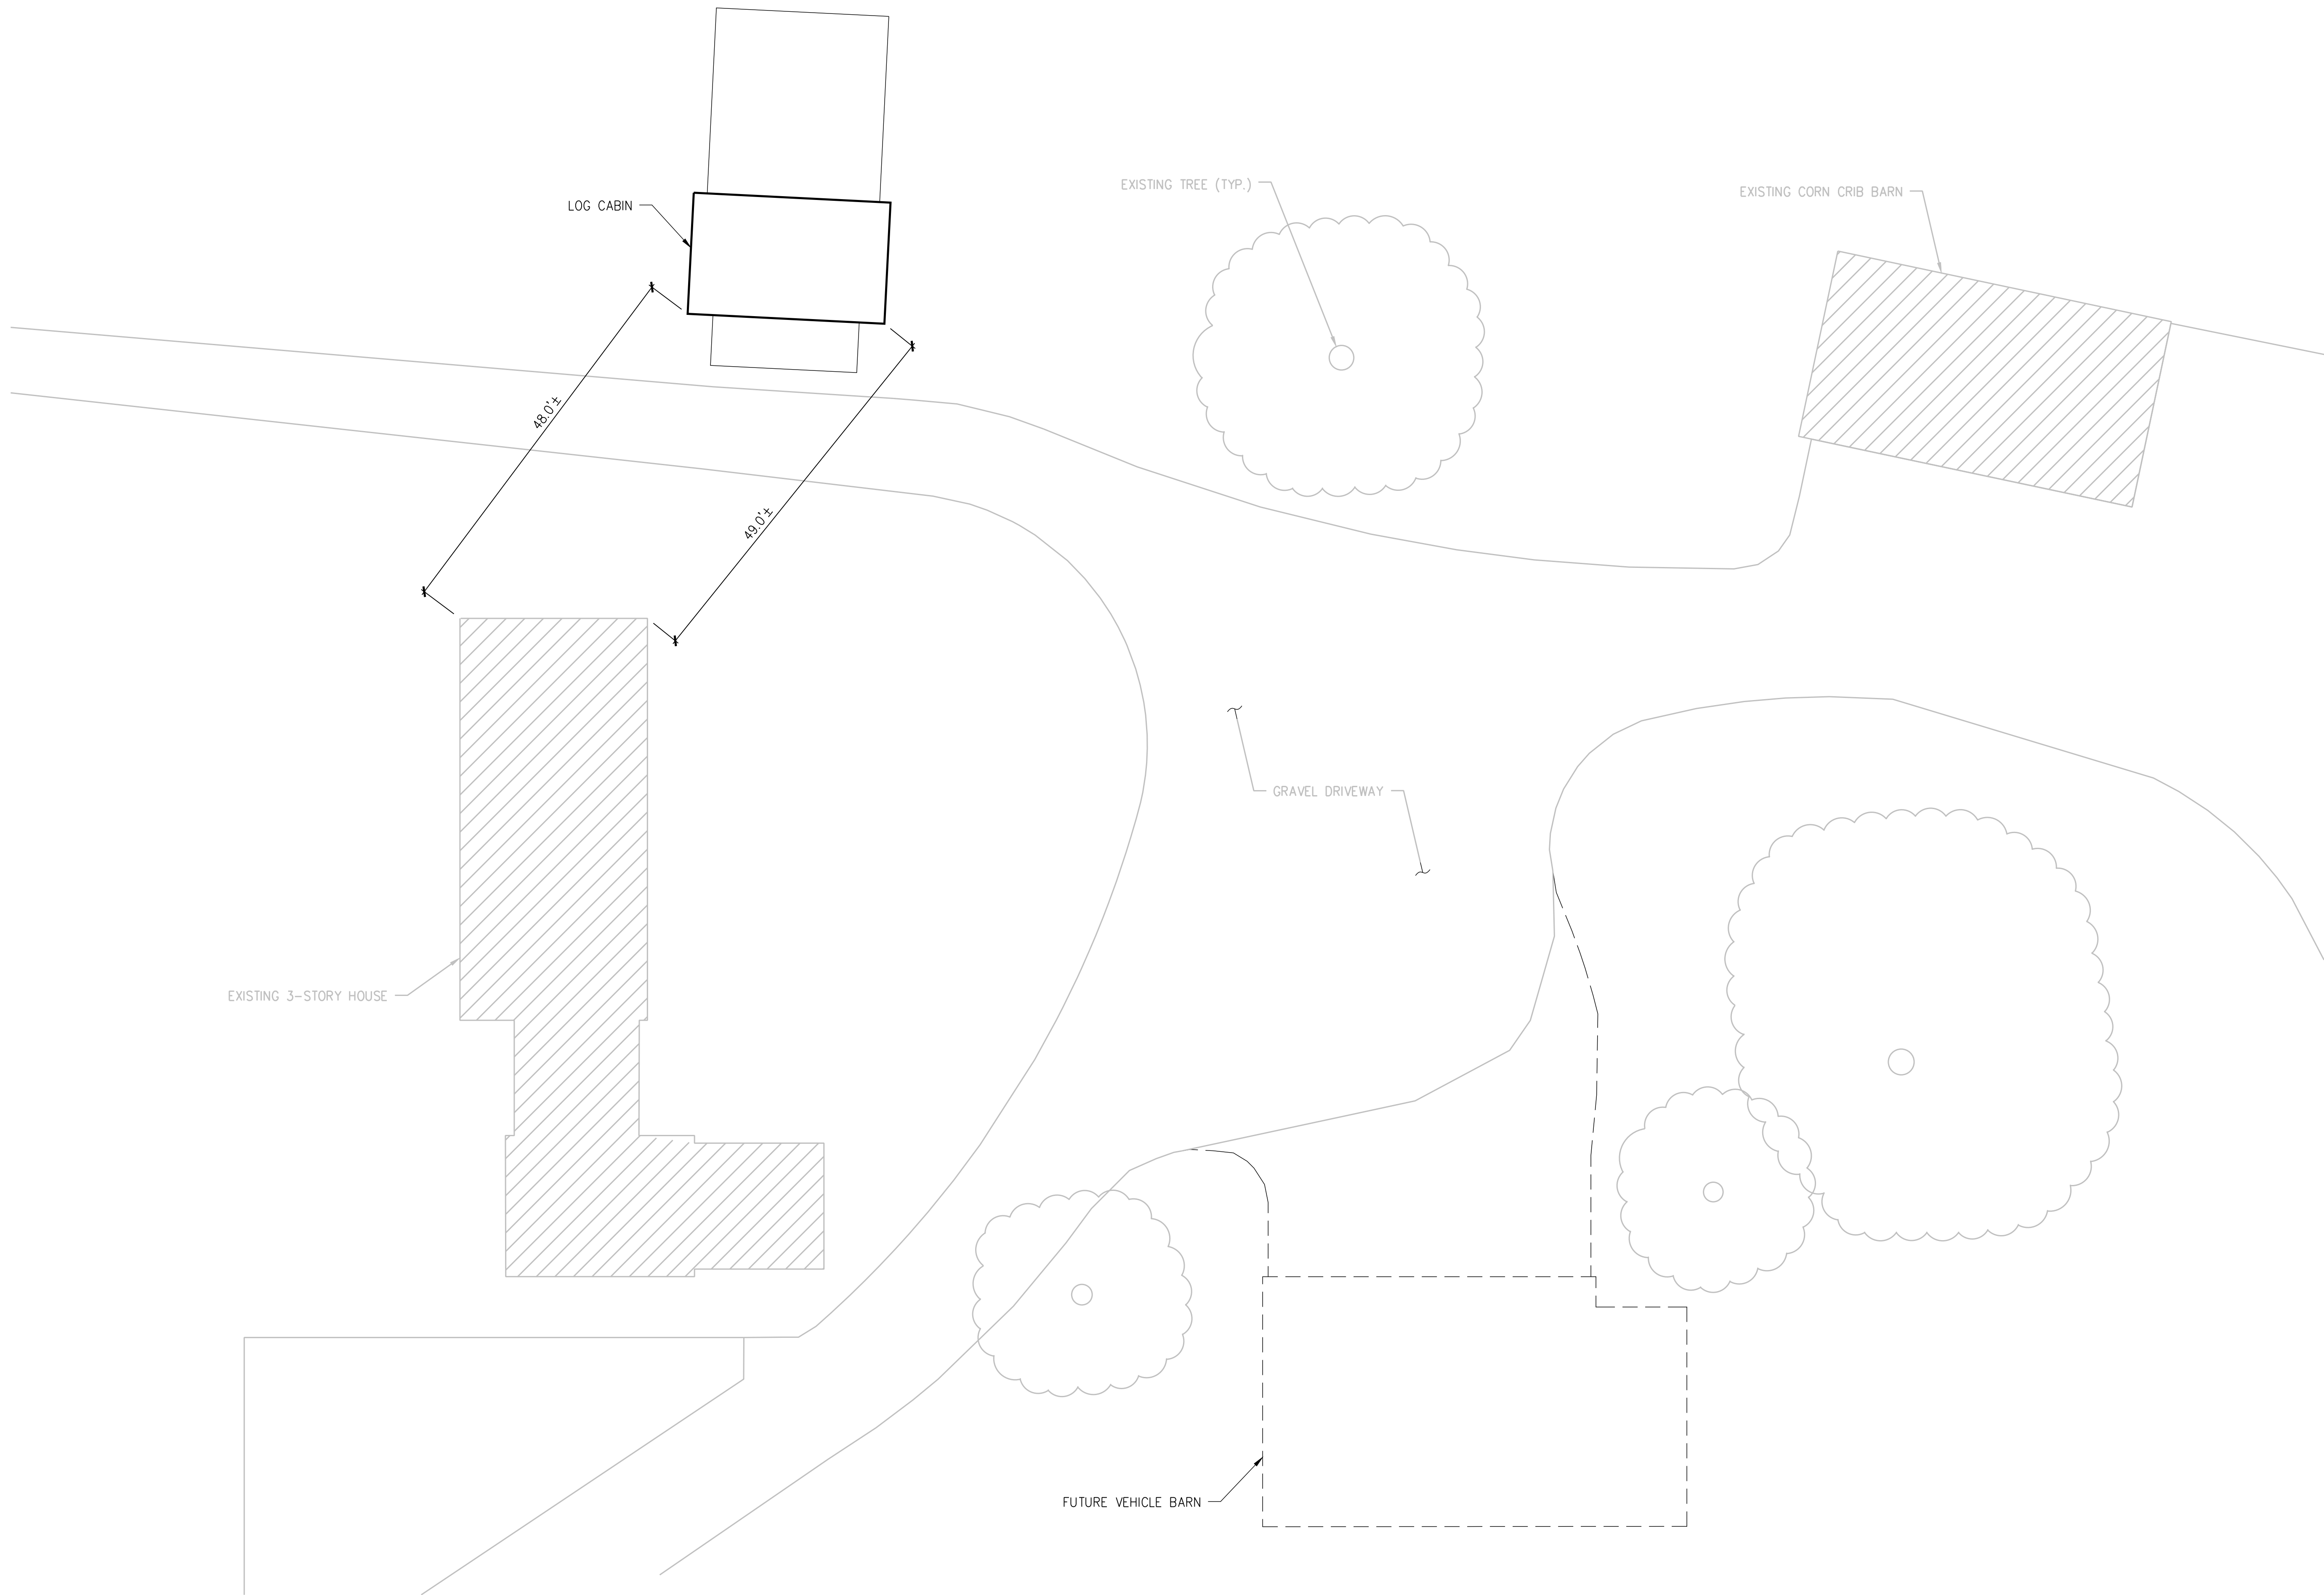 EXISTING TREE (TYP.)
EXISTING CORN CRIB BARN
LOG CABIN
48.0'±
49.0'±
GRAVEL DRIVEWAY
EXISTING 3-STORY HOUSE
FUTURE VEHICLE BARN